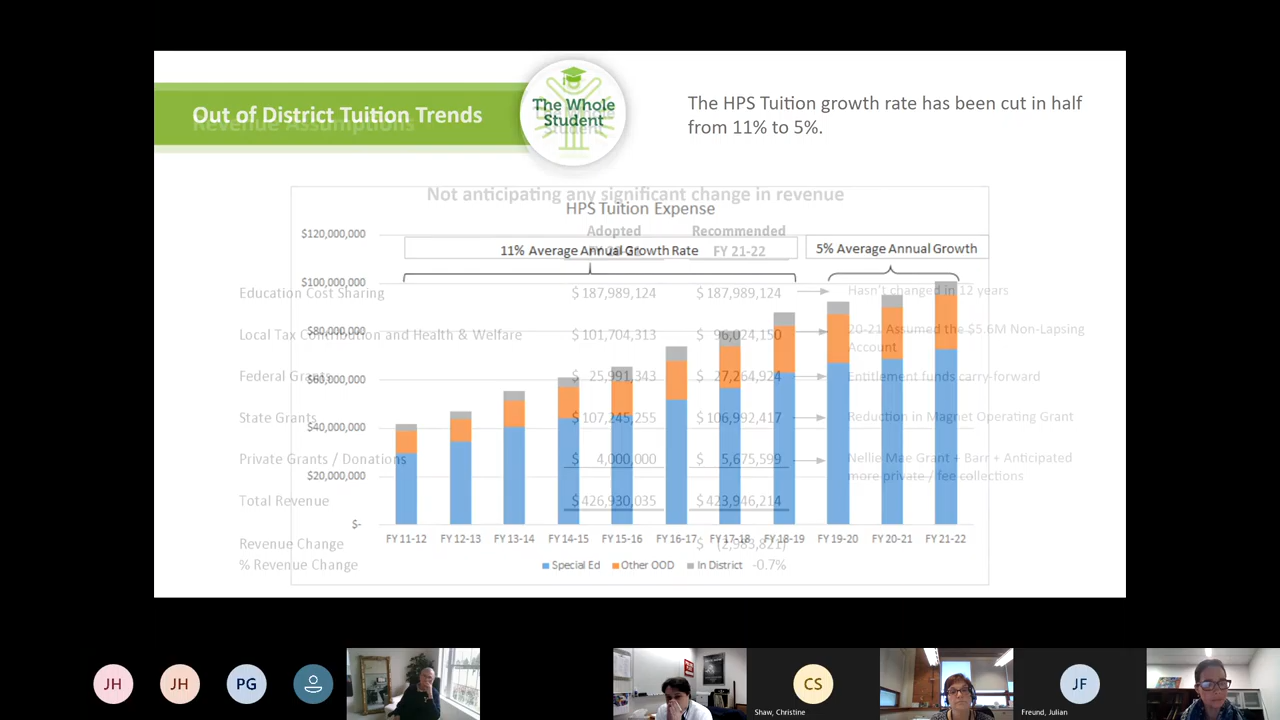 Out of District Tuition Trends
Revenue Assumptions
The Whole
Student
The HPS Tuition growth rate has been cut in half
from 11% to 5%.
Not anticipating any significant change in revenue
HPS Tuition Expense
Adopted Recommended
FY 20-21 FY 21-22
11% Average Annual Growth Rate
5% Average Annual Growth
$120,000,000
$100,000,000
$80,000,000
$60,000,000
$40,000,000
$20,000,000
$-
Education Cost Sharing $ 187,989,124 $ 187,989,124 Hasn't changed in 12 years
Local Tax Contribution and Health & Welfare $ 101,704,313 $ 96,024,150 20-21 Assumed the $5.6M Non-Lapsing
Account
Federal Grants $ 25,991,343 $ 27,264,924 Entitlement funds carry-forward
State Grants $ 107,245,255 $ 106,992,417 Reduction in Magnet Operating Grant
Private Grants / Donations $ 4,000,000 $ 5,675,599 Nellie Mae Grant + Barr + Anticipated
more private / fee collections
Total Revenue $ 426,930,035 $ 423,946,214
FY 11-12 FY 12-13 FY 13-14 FY 14-15 FY 15-16 FY 16-17 FY 17-18 FY 18-19 FY 19-20 FY 20-21 FY 21-22
Revenue Change $ (2,983,821)
% Revenue Change -0.7%
Special Ed Other OOD In District
JH JH PG CS JF
Shaw, Christine
Freund, Julian